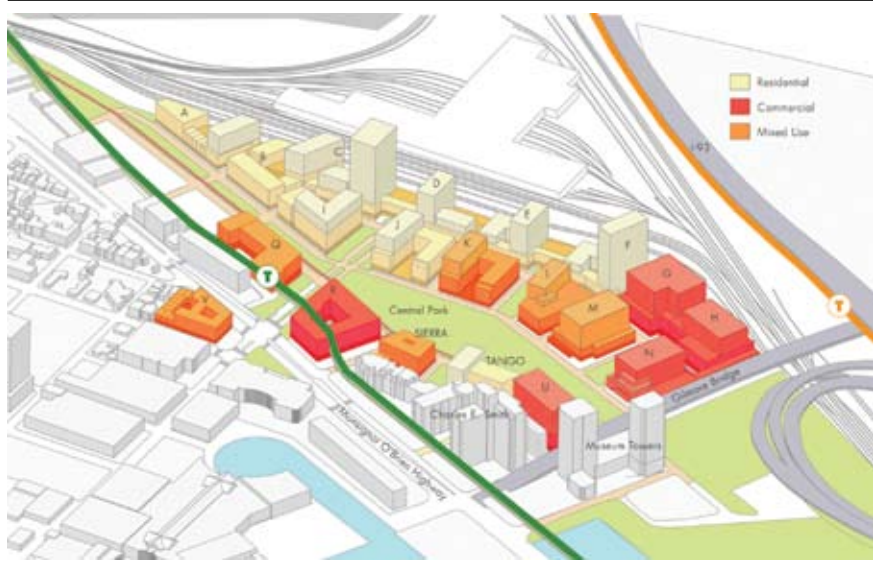 Residential
Commercial
Mixed Use
I-93
A
B
C
D
E
F
I
J
K
L
M
G
H
N
Q
R
V
T
T
Central Park
SIERRA
TANGO
U
Gilmore Bridge
Charles E. Smith
Museum Towers
Monsignor O'Brien Highway